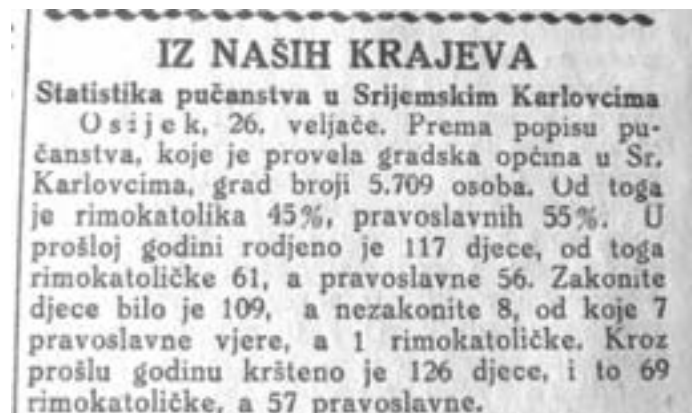 IZ NAŠIH KRAJEVA
Statistika pučanstva u Srijemskim Karlovcima
Osijek, 26. veljače. Prema popisu pu-
čanstva, koje je provela gradska općina u Sr.
Karlovcima, grad broji 5.709 osoba. Od toga
je rimokatolika 45%, pravoslavnih 55%. U
prošloj godini rodjeno je 117 djece, od toga
rimokatoličke 61, a pravoslavne 56. Zakonite
djece bilo je 109, a nezakonite 8, od koje 7
pravoslavne vjere, a 1 rimokatoličke. Kroz
prošlu godinu kršteno je 126 djece, i to 69
rimokatoličke, a 57 pravoslavne.